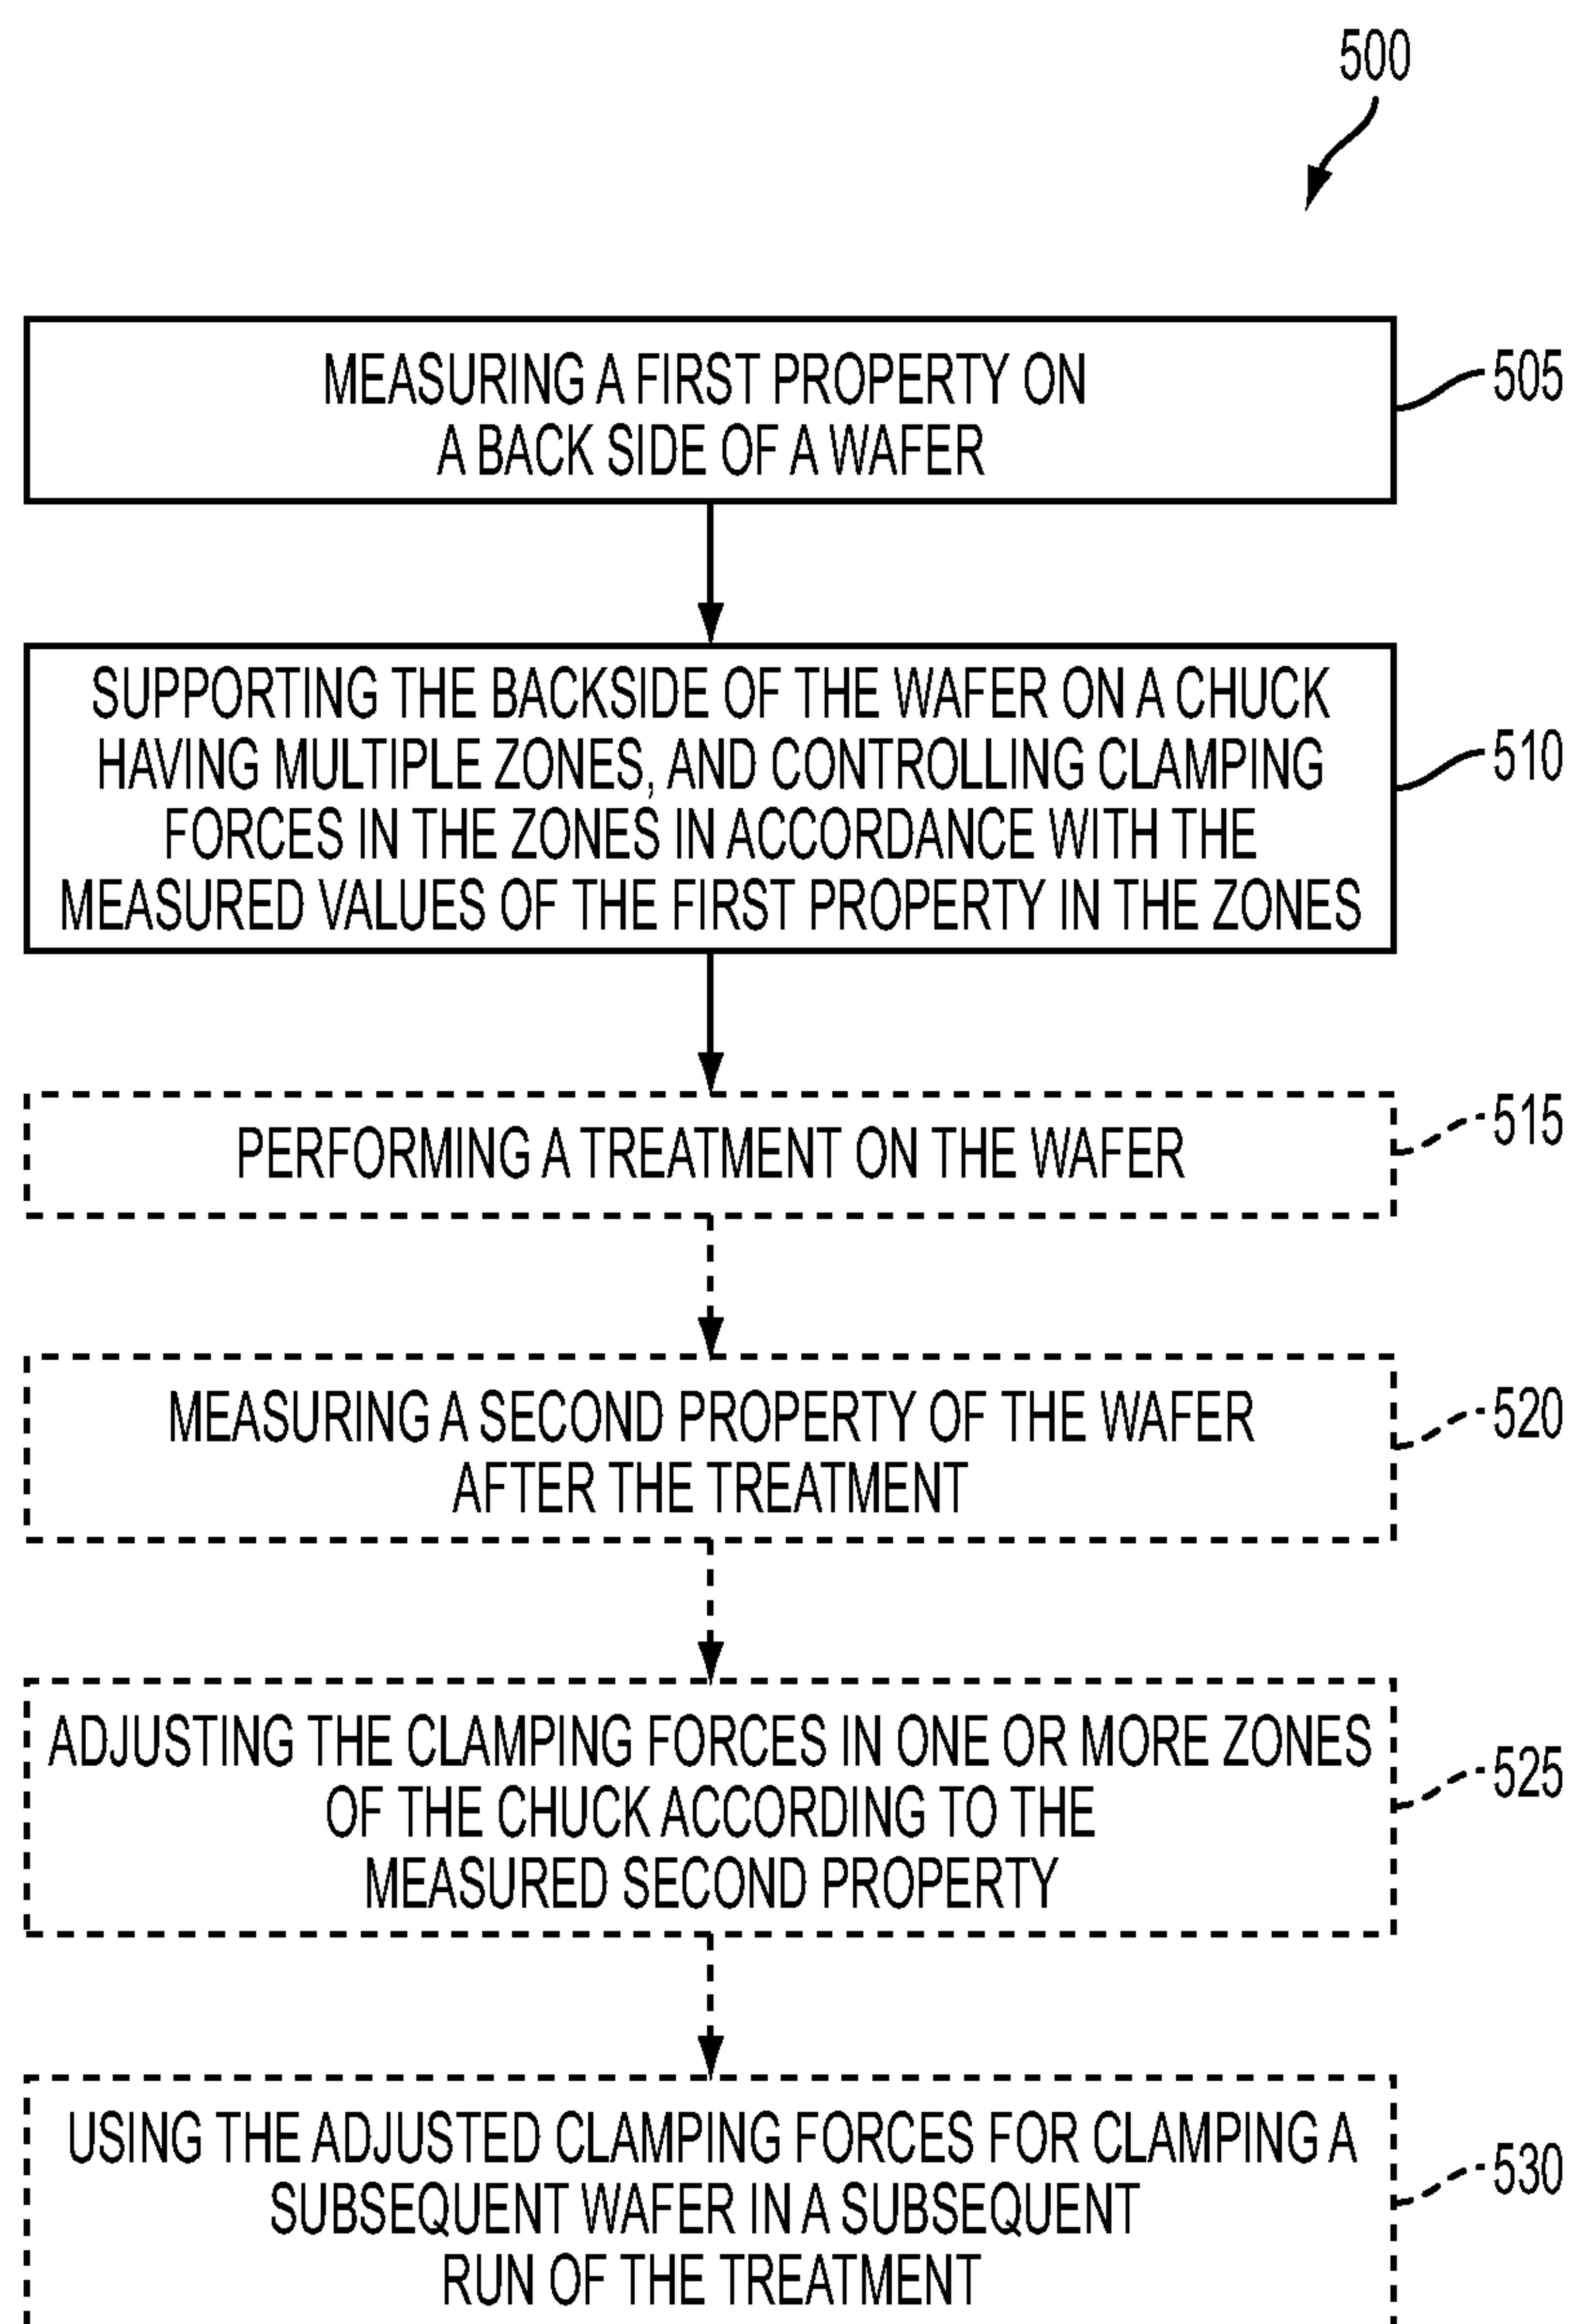 500
MEASURING A FIRST PROPERTY ON
A BACK SIDE OF A WAFER
505
SUPPORTING THE BACKSIDE OF THE WAFER ON A CHUCK
HAVING MULTIPLE ZONES, AND CONTROLLING CLAMPING
FORCES IN THE ZONES IN ACCORDANCE WITH THE
MEASURED VALUES OF THE FIRST PROPERTY IN THE ZONES
510
PERFORMING A TREATMENT ON THE WAFER
515
MEASURING A SECOND PROPERTY OF THE WAFER
AFTER THE TREATMENT
520
ADJUSTING THE CLAMPING FORCES IN ONE OR MORE ZONES
OF THE CHUCK ACCORDING TO THE
MEASURED SECOND PROPERTY
525
USING THE ADJUSTED CLAMPING FORCES FOR CLAMPING A
SUBSEQUENT WAFER IN A SUBSEQUENT
RUN OF THE TREATMENT
530